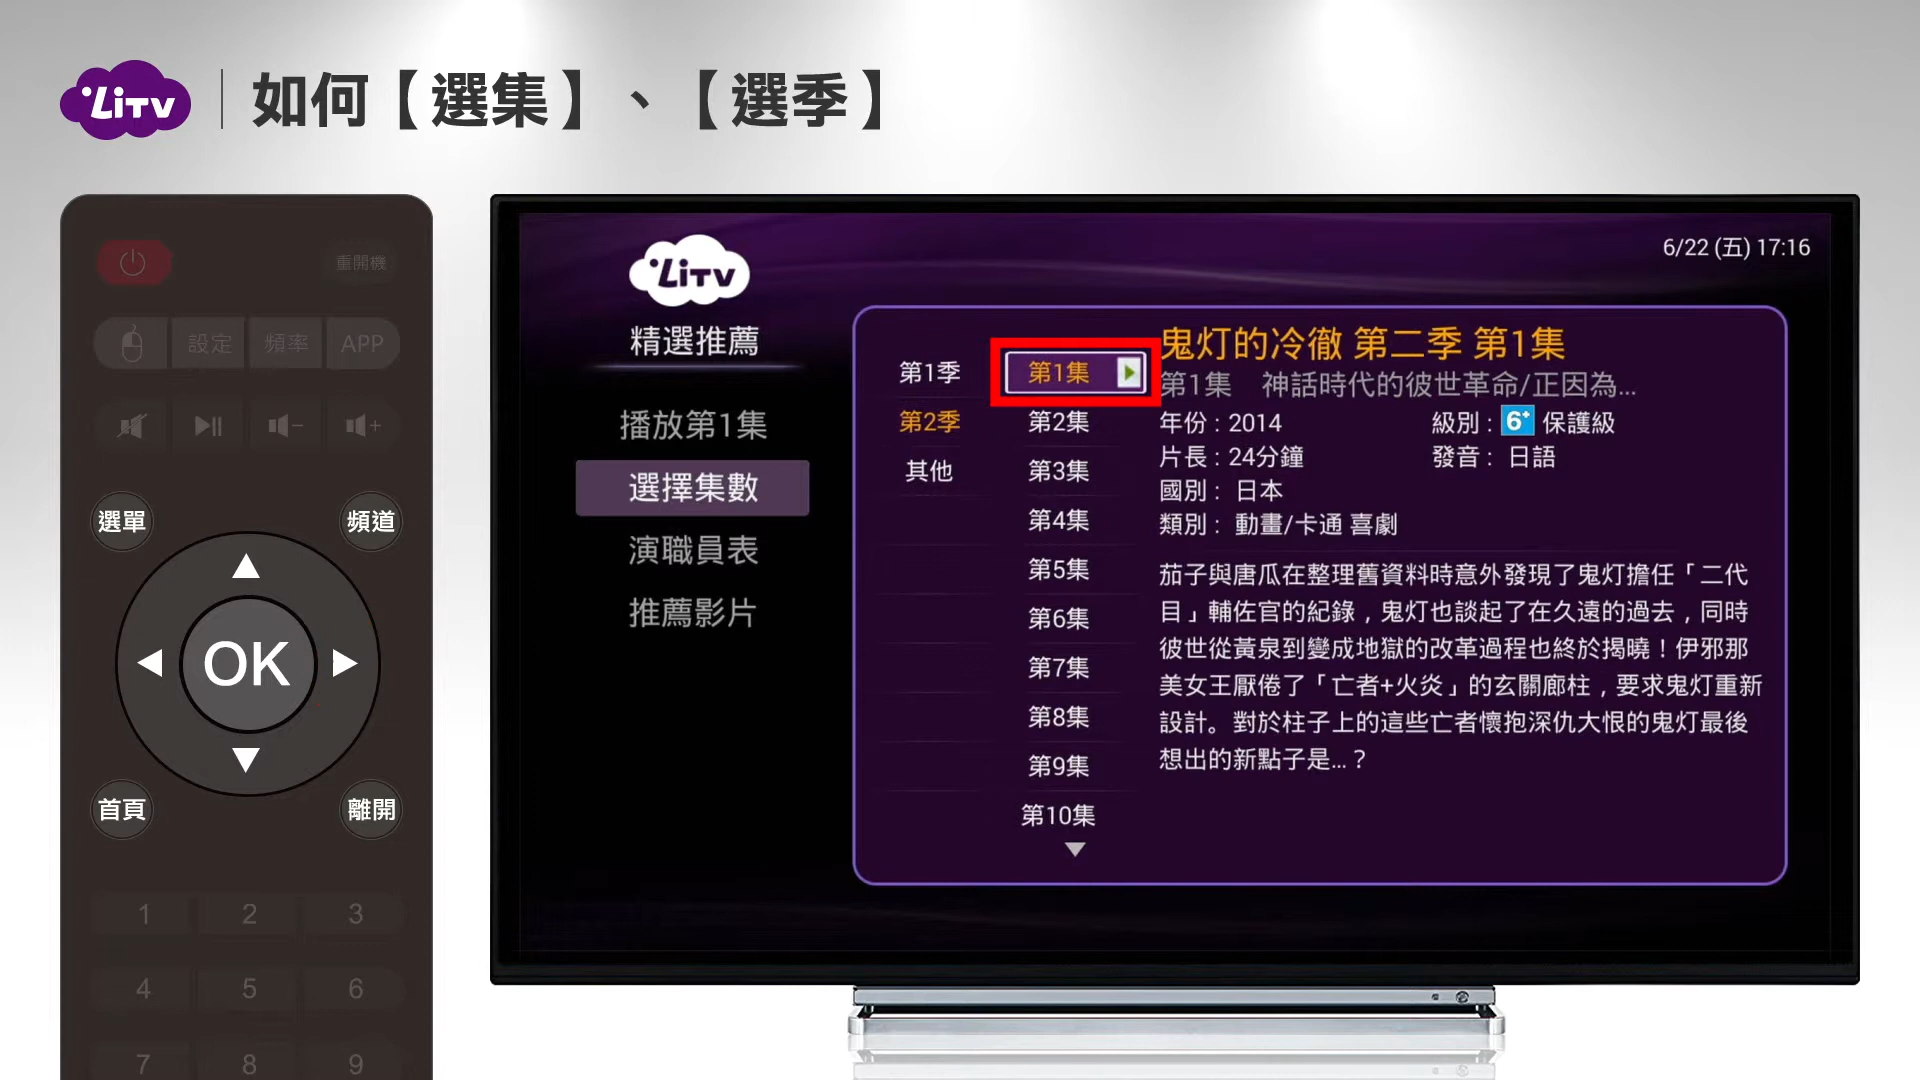 LiTV
如何【選集】、【選季】
重開機
設定 頻率 APP
選單 頻道
OK
首頁 離開
1 2 3
4 5 6
7 8 9
LiTV
6/22 (五) 17:16
精選推薦
播放第1集
選擇集數
演職員表
推薦影片
第1季
第2季
其他
第1集
第2集
第3集
第4集
第5集
第6集
第7集
第8集
第9集
第10集
鬼灯的冷徹 第二季 第1集
第1集 神話時代的彼世革命/正因為...
年份 : 2014 級別 : 6+ 保護級
片長 : 24分鐘 發音 : 日語
國別 : 日本
類別 : 動畫/卡通 喜劇
茄子與唐瓜在整理舊資料時意外發現了鬼灯擔任「二代
目」輔佐官的紀錄，鬼灯也談起了在久遠的過去，同時
彼世從黃泉到變成地獄的改革過程也終於揭曉！伊邪那
美女王厭倦了「亡者+火炎」的玄關廊柱，要求鬼灯重新
設計。對於柱子上的這些亡者懷抱深仇大恨的鬼灯最後
想出的新點子是...？